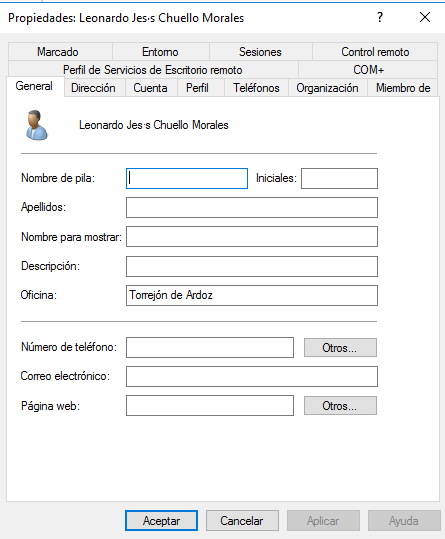 Propiedades: Leonardo Jes·s Chuello Morales
Marcado Entorno Sesiones Control remoto
Perfil de Servicios de Escritorio remoto COM+
General Dirección Cuenta Perfil Teléfonos Organización Miembro de
Leonardo Jes·s Chuello Morales
Nombre de pila: Iniciales:
Apellidos:
Nombre para mostrar:
Descripción:
Oficina: Torrejón de Ardoz
Número de teléfono: Otros...
Correo electrónico:
Página web: Otros...
Aceptar Cancelar Aplicar Ayuda